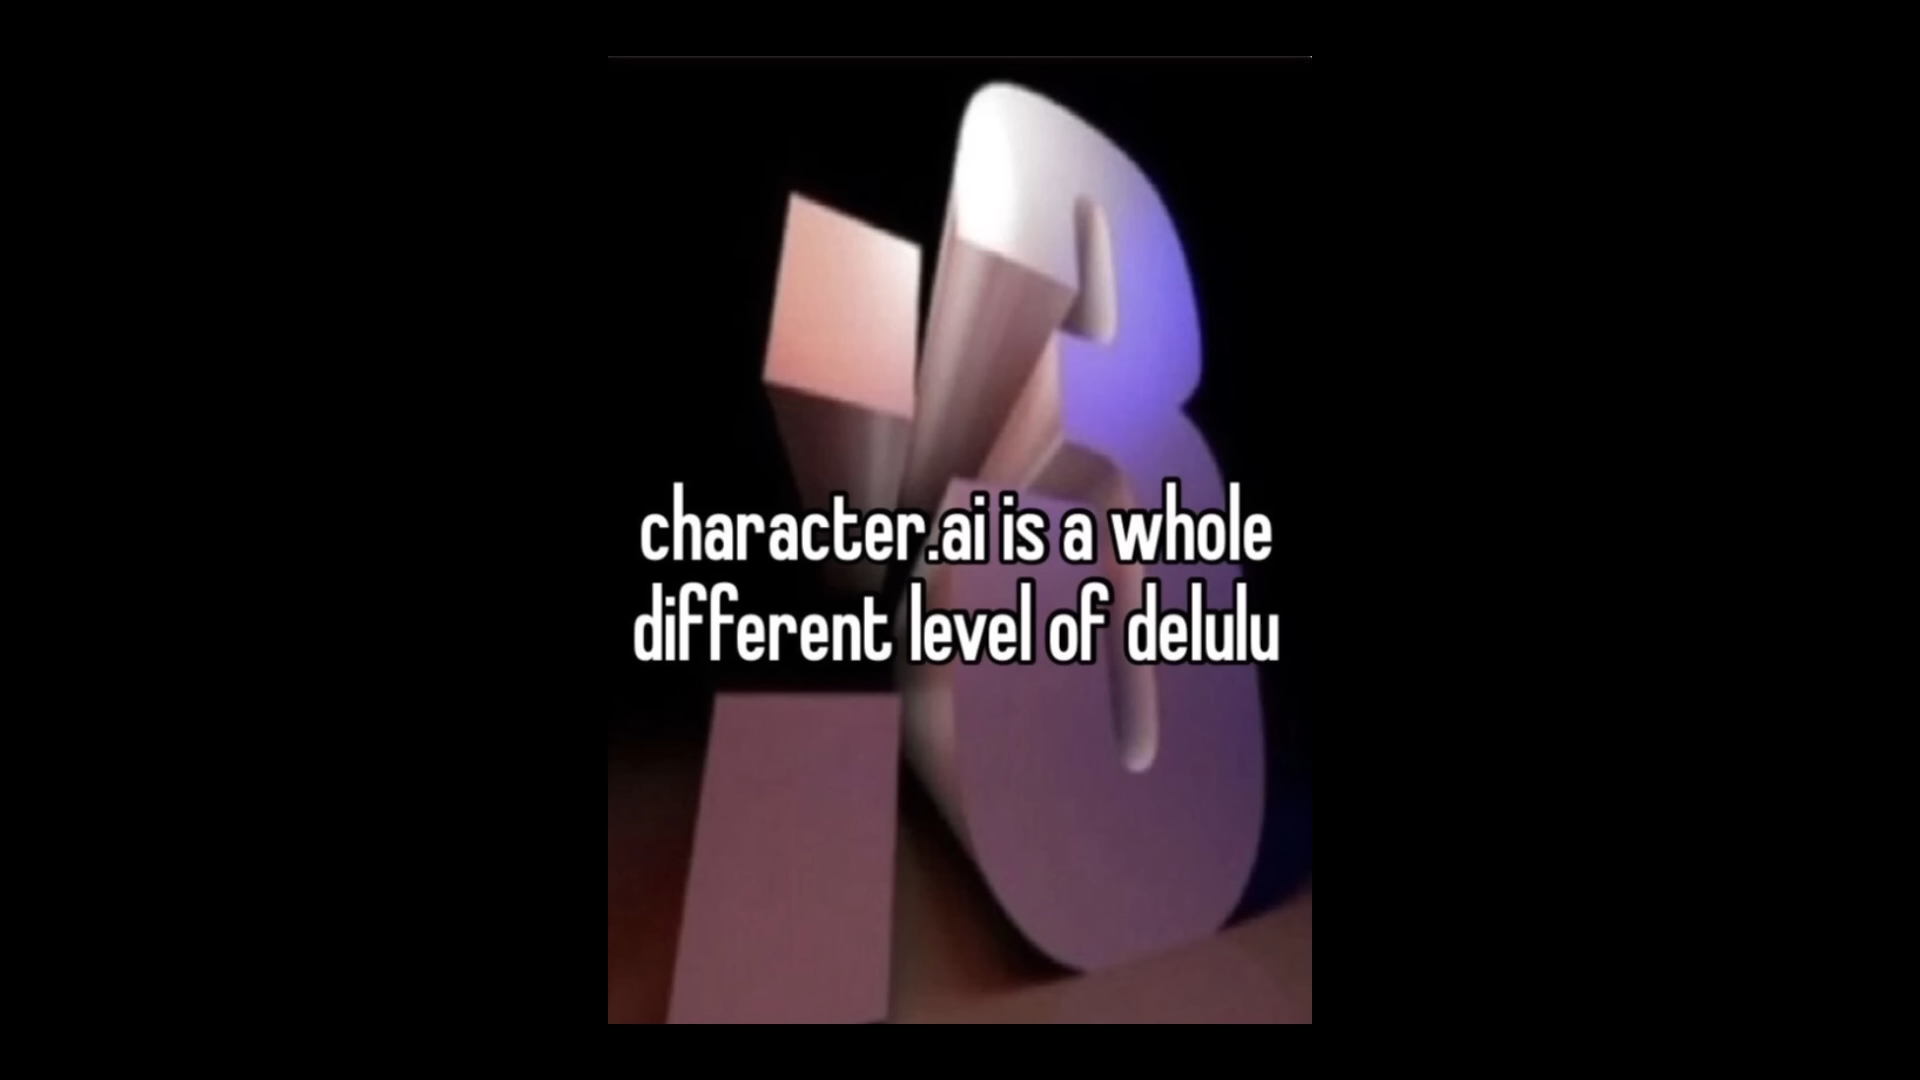 character.ai is a whole
different level of delulu